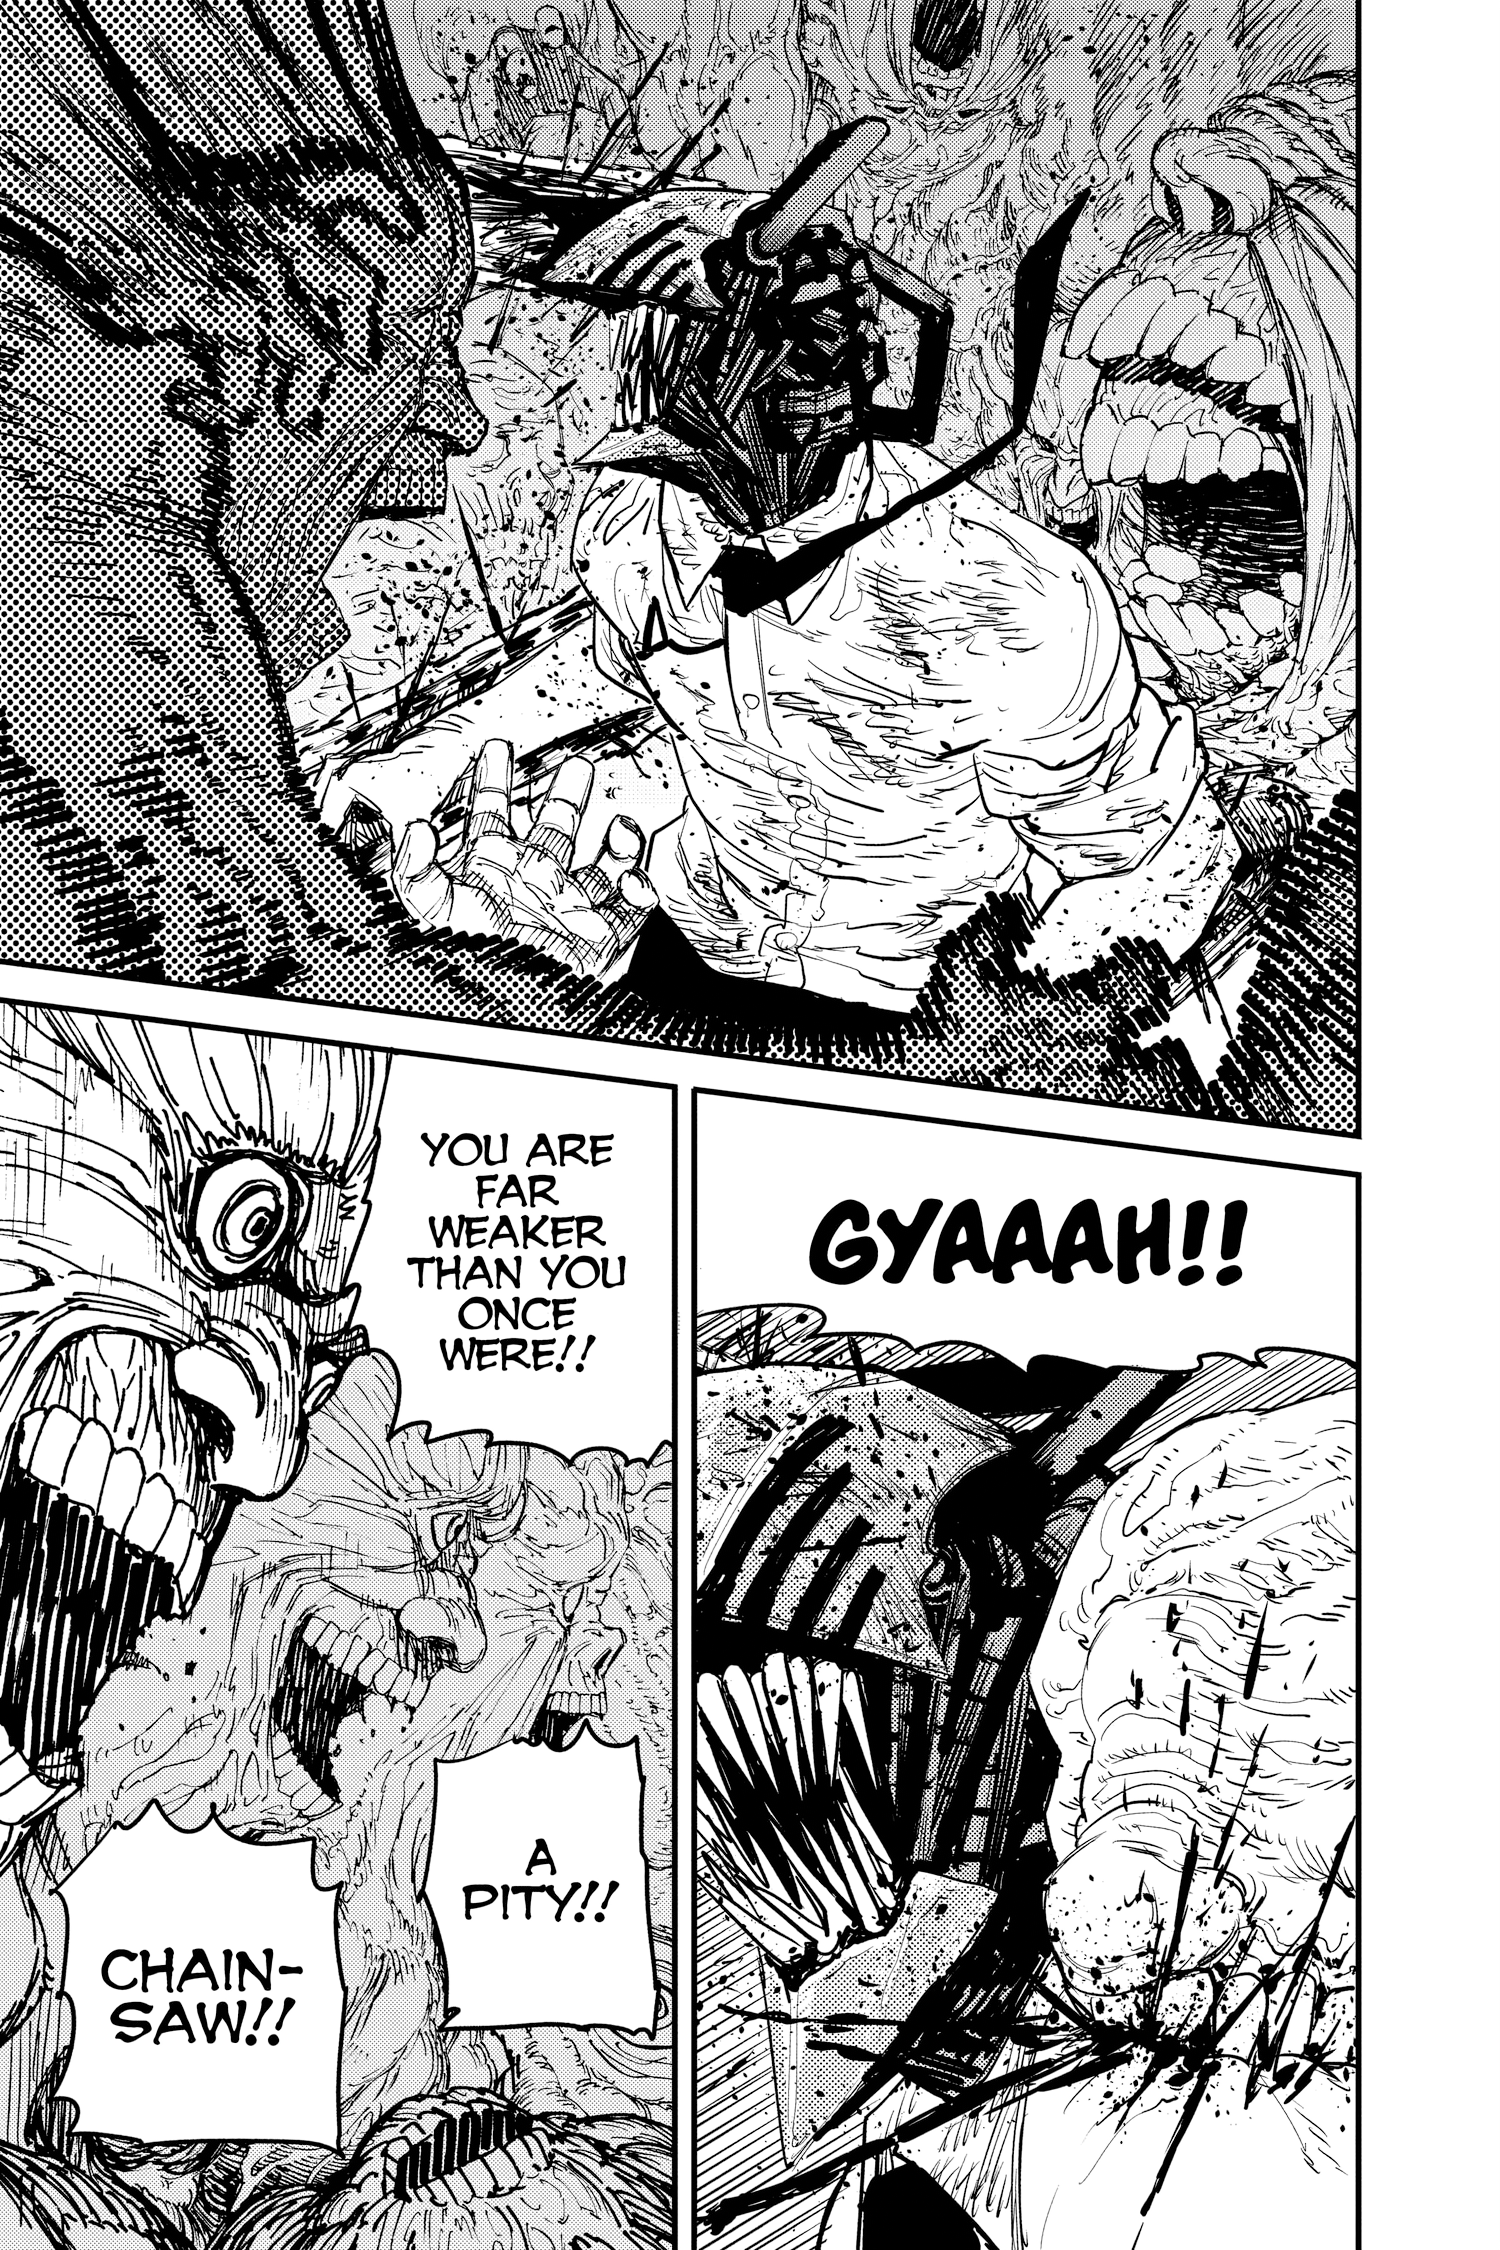 GYAAAH!!
YOU ARE
FAR
WEAKER
THAN YOU
ONCE
WERE!!
A
PITY!!
CHAIN-
SAW!!